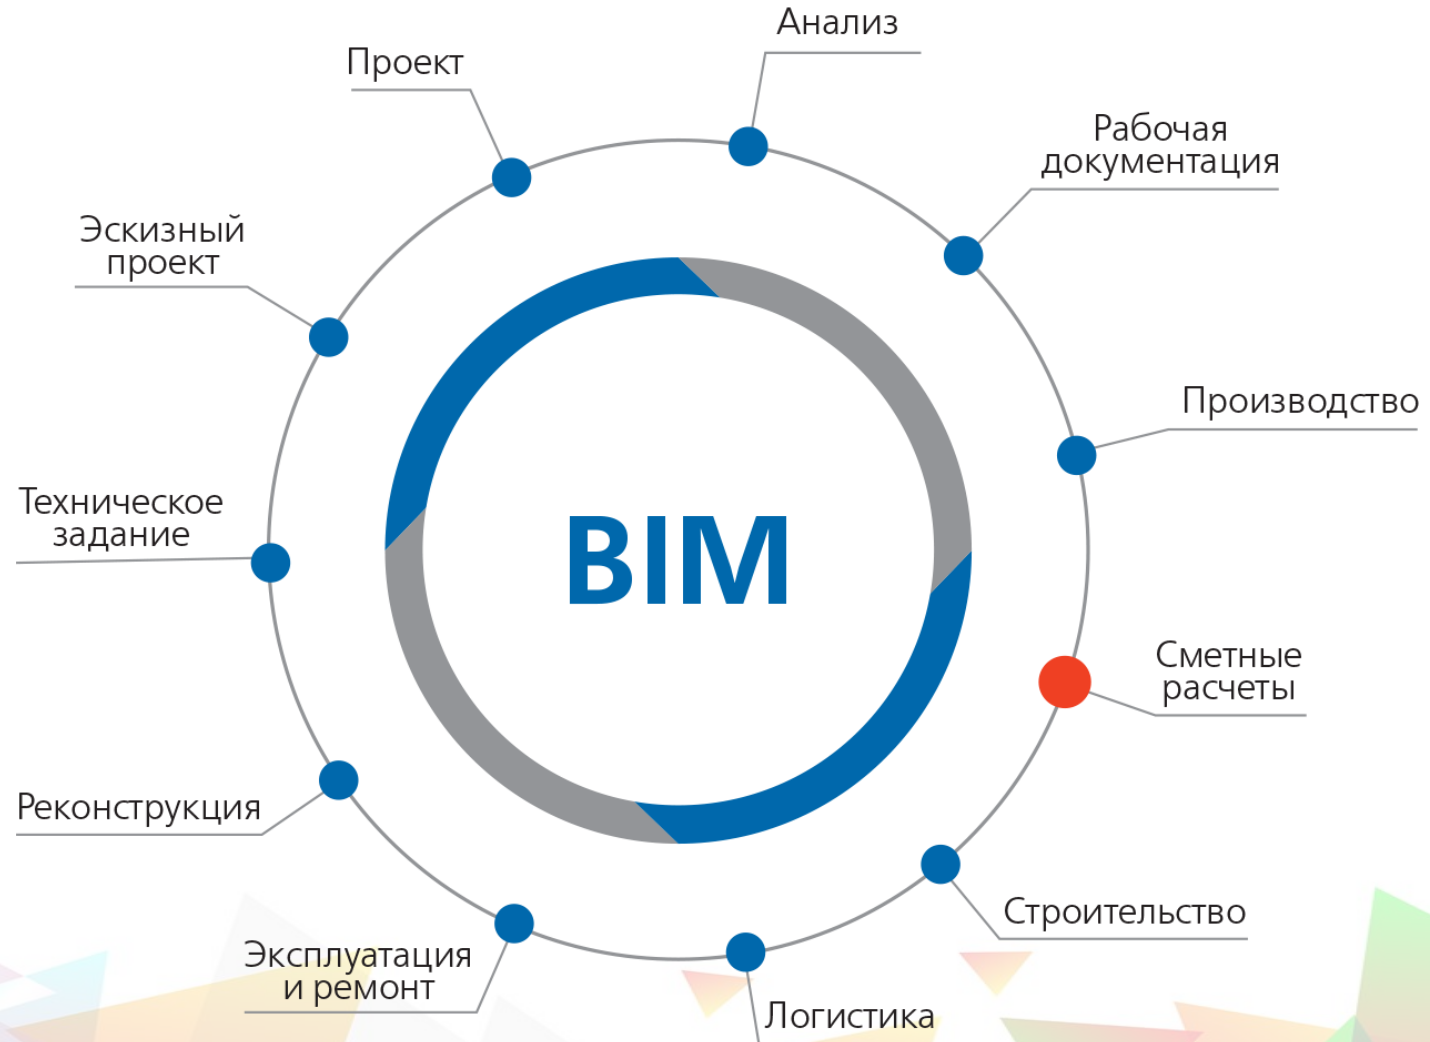 Анализ
Проект
Рабочая
документация
Эскизный
проект
Производство
Техническое
задание
BIM
Сметные
расчеты
Реконструкция
Строительство
Эксплуатация
и ремонт
Логистика